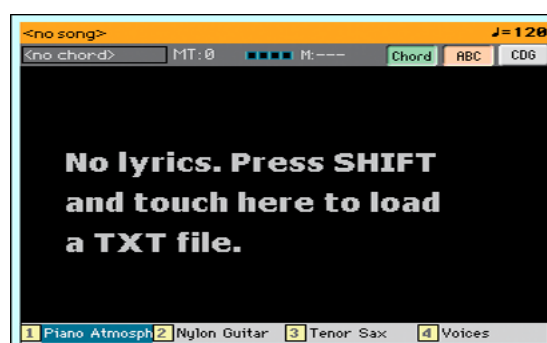 <no song> ♩=120
<no chord> MT:0 M:--- Chord ABC CDG
No lyrics. Press SHIFT
and touch here to load
a TXT file.
1 Piano Atmosph 2 Nylon Guitar 3 Tenor Sax 4 Voices